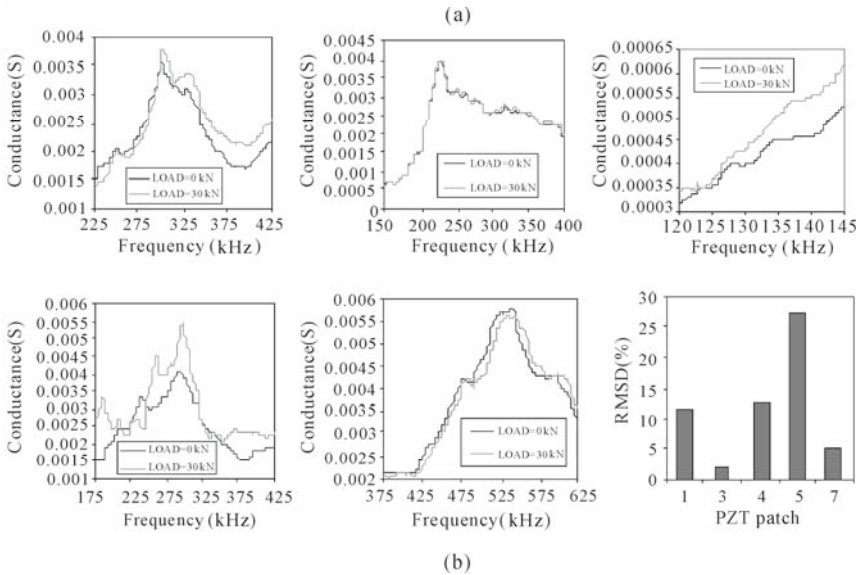 (a)
Conductance(S)
0.004
0.0035
0.003
0.0025
0.002
0.0015
0.001
LOAD=0kN
LOAD=30kN
225 275 325 375 425
Frequency (kHz)
Conductance(S)
0.0045
0.004
0.0035
0.003
0.0025
0.002
0.0015
0.001
0.0005
0
LOAD=0kN
LOAD=30kN
150 200 250 300 350 400
Frequency (kHz)
Conductance(S)
0.00065
0.0006
0.00055
0.0005
0.00045
0.0004
0.00035
0.0003
LOAD=0kN
LOAD=30kN
120 125 130 135 140 145
Frequency (kHz)
Conductance(S)
0.006
0.0055
0.005
0.0045
0.004
0.0035
0.003
0.0025
0.002
0.0015
LOAD=0kN
LOAD=30kN
175 225 275 325 375 425
Frequency (kHz)
Conductance(S)
0.006
0.0055
0.005
0.0045
0.004
0.0035
0.003
0.0025
0.002
LOAD=0kN
LOAD=30kN
375 425 475 525 575 625
Frequency (kHz)
RMSD(%)
30
25
20
15
10
5
0
1 3 4 5 7
PZT patch
(b)